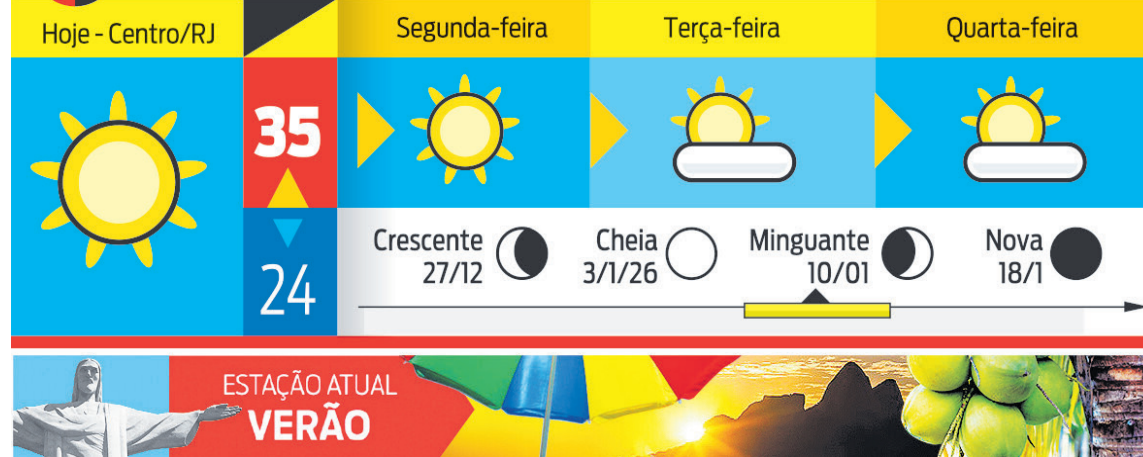 Hoje - Centro/RJ
Segunda-feira
Terça-feira
Quarta-feira
35
24
Crescente
27/12
Cheia
3/1/26
Minguante
10/01
Nova
18/1
ESTAÇÃO ATUAL
VERÃO